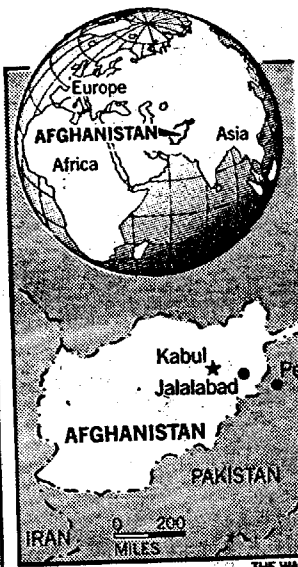 Europe
AFGHANISTAN
Asia
Africa
Kabul
Jalalabad
AFGHANISTAN
PAKISTAN
IRAN
0 200
MILES